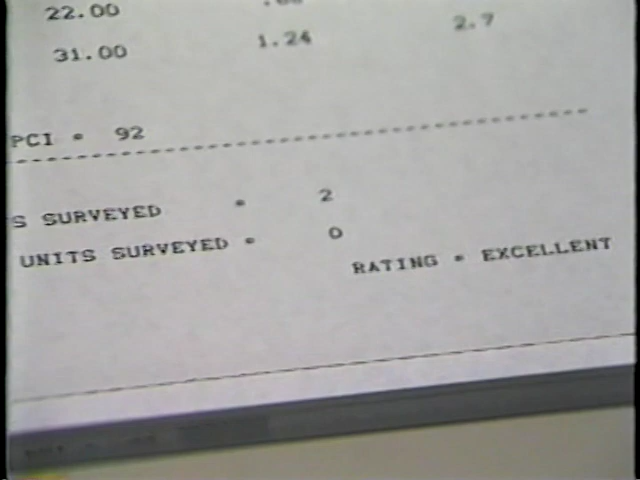 22.00
31.00 1.24 2.7
PCI = 92
S SURVEYED = 2
UNITS SURVEYED = 0
RATING = EXCELLENT